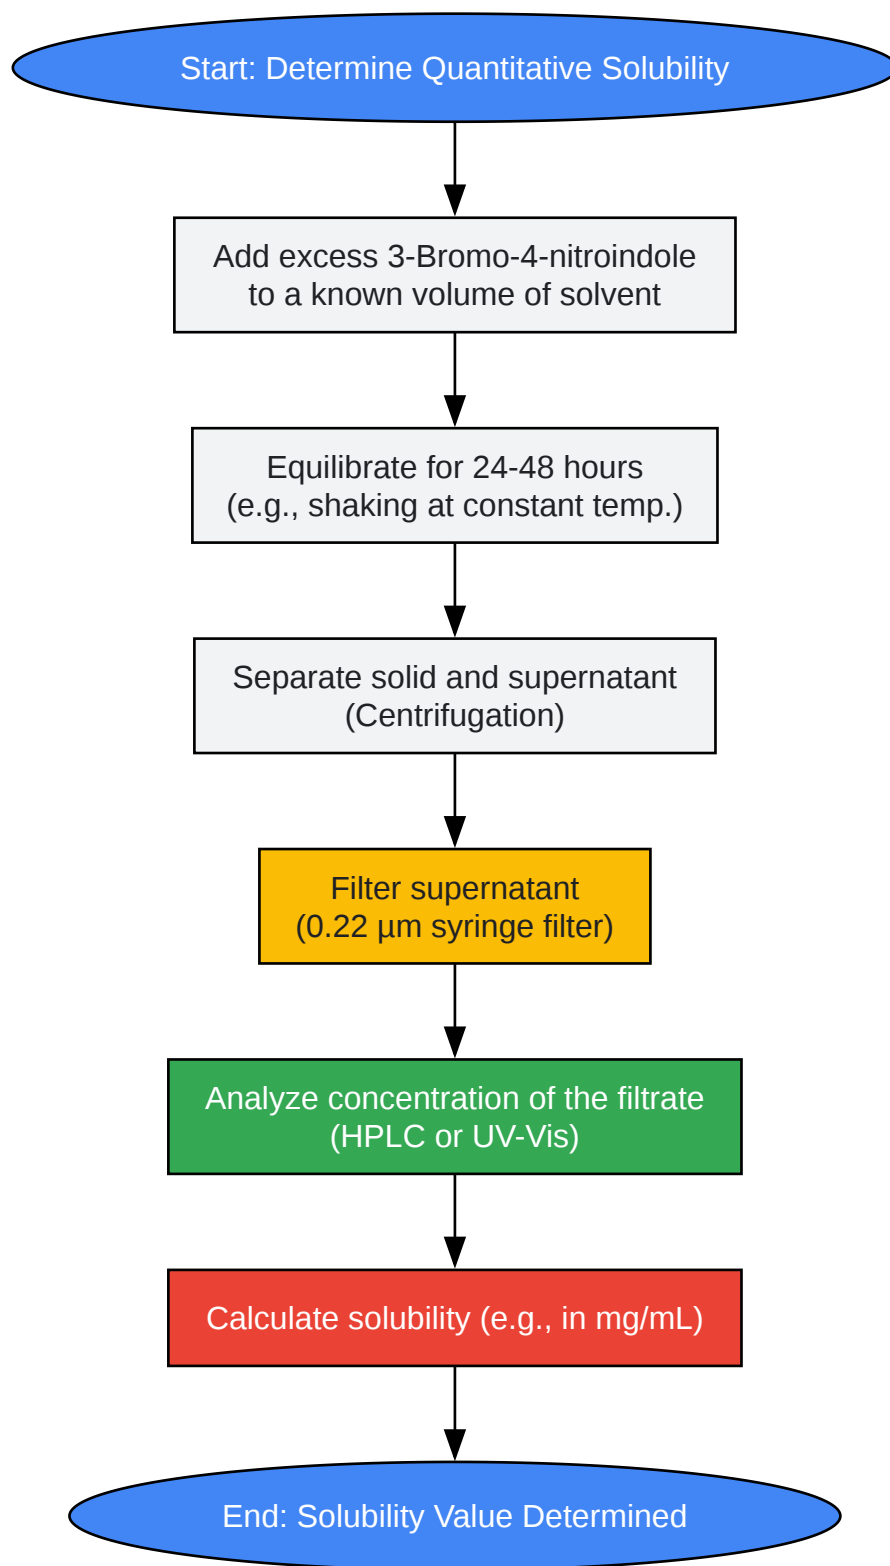 Start: Determine Quantitative Solubility
Add excess 3-Bromo-4-nitroindole
to a known volume of solvent
Equilibrate for 24-48 hours
(e.g., shaking at constant temp.)
Separate solid and supernatant
(Centrifugation)
Filter supernatant
(0.22 µm syringe filter)
Analyze concentration of the filtrate
(HPLC or UV-Vis)
Calculate solubility (e.g., in mg/mL)
End: Solubility Value Determined